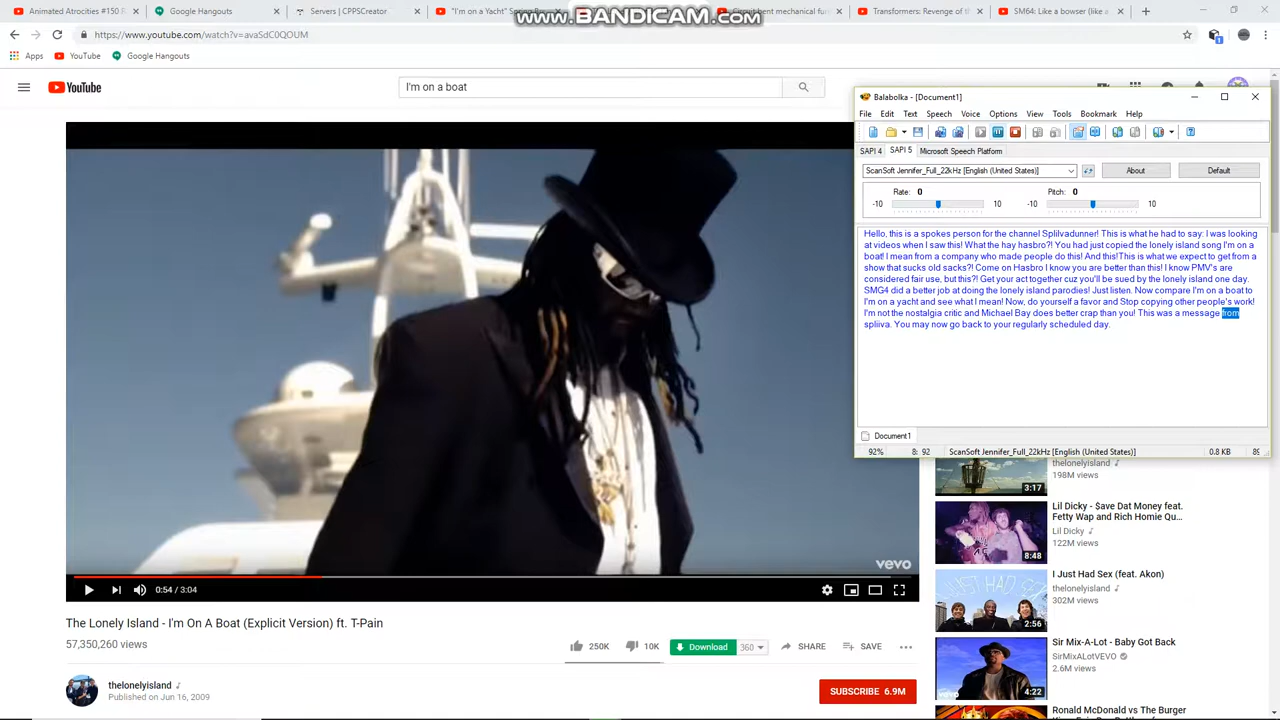 Animated Atrocities #150 F
Google Hangouts
Servers | CPPSCreator
"I'm on a Yacht" Spring Bre
www.BANDICAM.com
mechanical fu
Transformers: Revenge of th
SM64: Like a bowser (like a
https://www.youtube.com/watch?v=avaSdC0QOUM
Apps
YouTube
Google Hangouts
YouTube
I'm on a boat
Balabolka - [Document1]
File Edit Text Speech Voice Options View Tools Bookmark Help
SAPI 4 SAPI 5 Microsoft Speech Platform
ScanSoft Jennifer_Full_22kHz [English (United States)]
About
Default
Rate: 0
Pitch: 0
-10 10 -10 10
Hello, this is a spokes person for the channel Splilvadunner! This is what he had to say: I was looking
at videos when I saw this! What the hay hasbro?! You had just copied the lonely island song I'm on a
boat! I mean from a company who made people do this! And this!This is what we expect to get from a
show that sucks old sacks?! Come on Hasbro I know you are better than this! I know PMV's are
considered fair use, but this?! Get your act together cuz you'll be sued by the lonely island one day.
SMG4 did a better job at doing the lonely island parodies! Just listen. Now compare I'm on a boat to
I'm on a yacht and see what I mean! Now, do yourself a favor and Stop copying other people's work!
I'm not the nostalgia critic and Michael Bay does better crap than you! This was a message from
spliiva. You may now go back to your regularly scheduled day.
Document1
92% 8: 92 ScanSoft Jennifer_Full_22kHz [English (United States)] 0.8 KB
vevo
0:54 / 3:04
The Lonely Island - I'm On A Boat (Explicit Version) ft. T-Pain
57,350,260 views
250K
10K
Download
360
SHARE
SAVE
thelonelyisland
Published on Jun 16, 2009
SUBSCRIBE 6.9M
thelonelyisland
198M views
3:17
Lil Dicky - $ave Dat Money feat.
Fetty Wap and Rich Homie Qu...
Lil Dicky
122M views
8:48
I Just Had Sex (feat. Akon)
thelonelyisland
302M views
JUST HAD SEX
2:56
Sir Mix-A-Lot - Baby Got Back
SirMixALotVEVO
2.6M views
vevo
4:22
Ronald McDonald vs The Burger